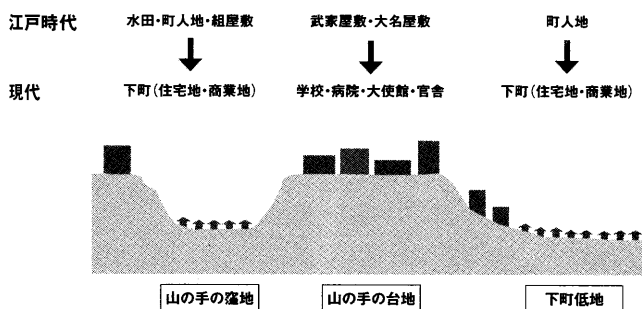 江戸時代　水田・町人地・組屋敷　武家屋敷・大名屋敷　町人地
現代　下町(住宅地・商業地)　学校・病院・大使館・官舎　下町(住宅地・商業地)
山の手の窪地　山の手の台地　下町低地